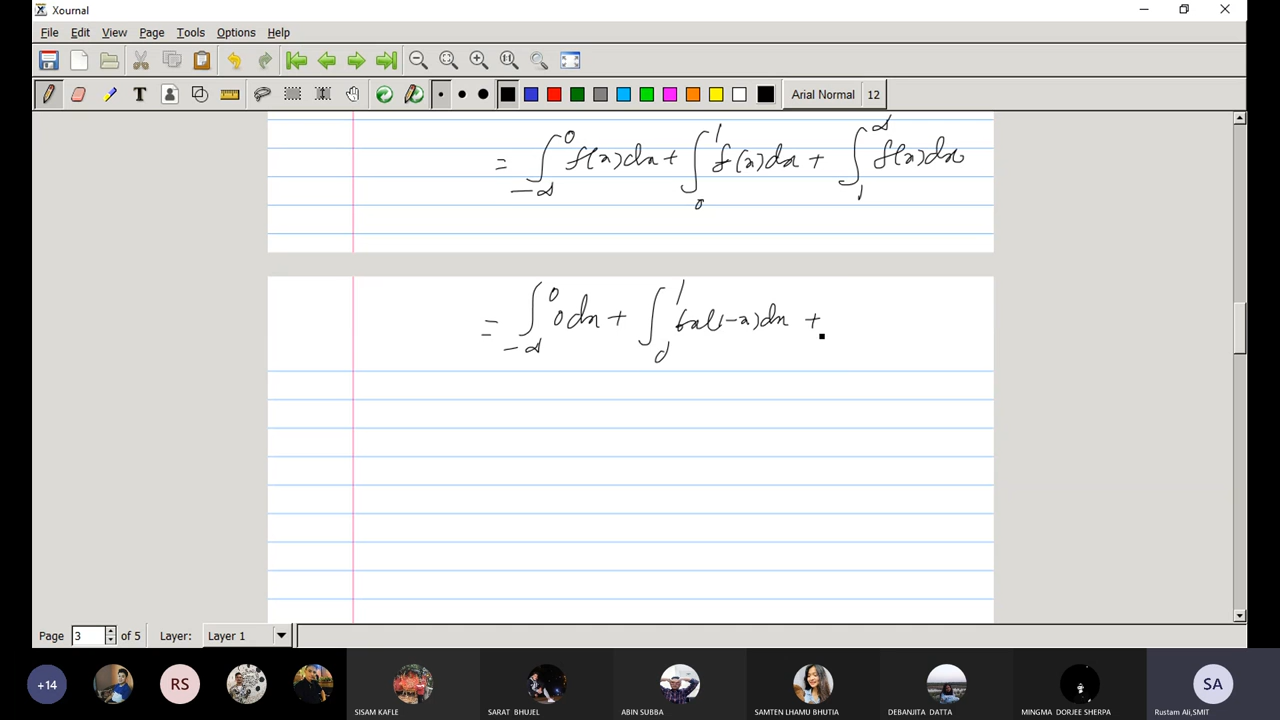 Xournal
File Edit View Page Tools Options Help
Arial Normal 12
= ∫_{-∞}^{0} f(x)dx + ∫_{0}^{1} f(x)dx + ∫_{1}^{∞} f(x)dx
= ∫_{-∞}^{0} 0 dx + ∫_{0}^{1} 6x(1-x)dx +
Page 3 of 5 Layer: Layer 1
+14
RS
SA
SISAM KAFLE
SARAT BHUJEL
ABIN SUBBA
SAMTEN LHAMU BHUTIA
DEBANJITA DATTA
MINGMA DORJEE SHERPA
Rustam Ali,SMIT